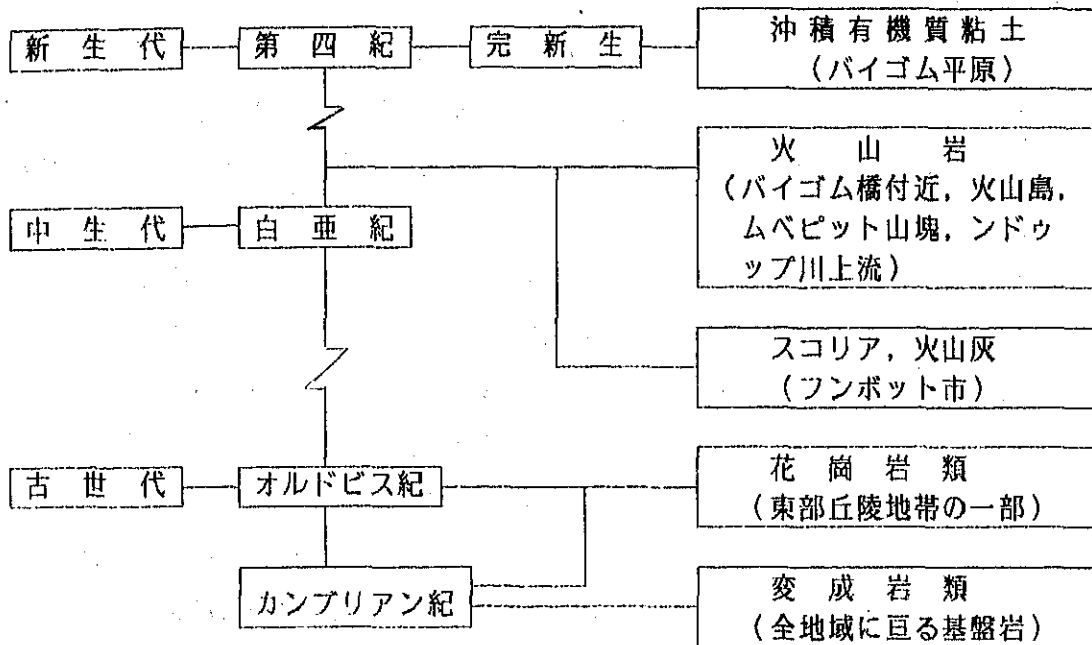 新生代 第四紀 完新生 沖積有機質粘土
(バイゴム平原)
火山岩
(バイゴム橋付近,火山島,
ムベピット山塊,ンドゥ
ップ川上流)
中生代 白亜紀
スコリア,火山灰
(フンボット市)
古世代 オルドビス紀 花崗岩類
(東部丘陵地帯の一部)
カンブリアン紀 変成岩類
(全地域に亘る基盤岩)